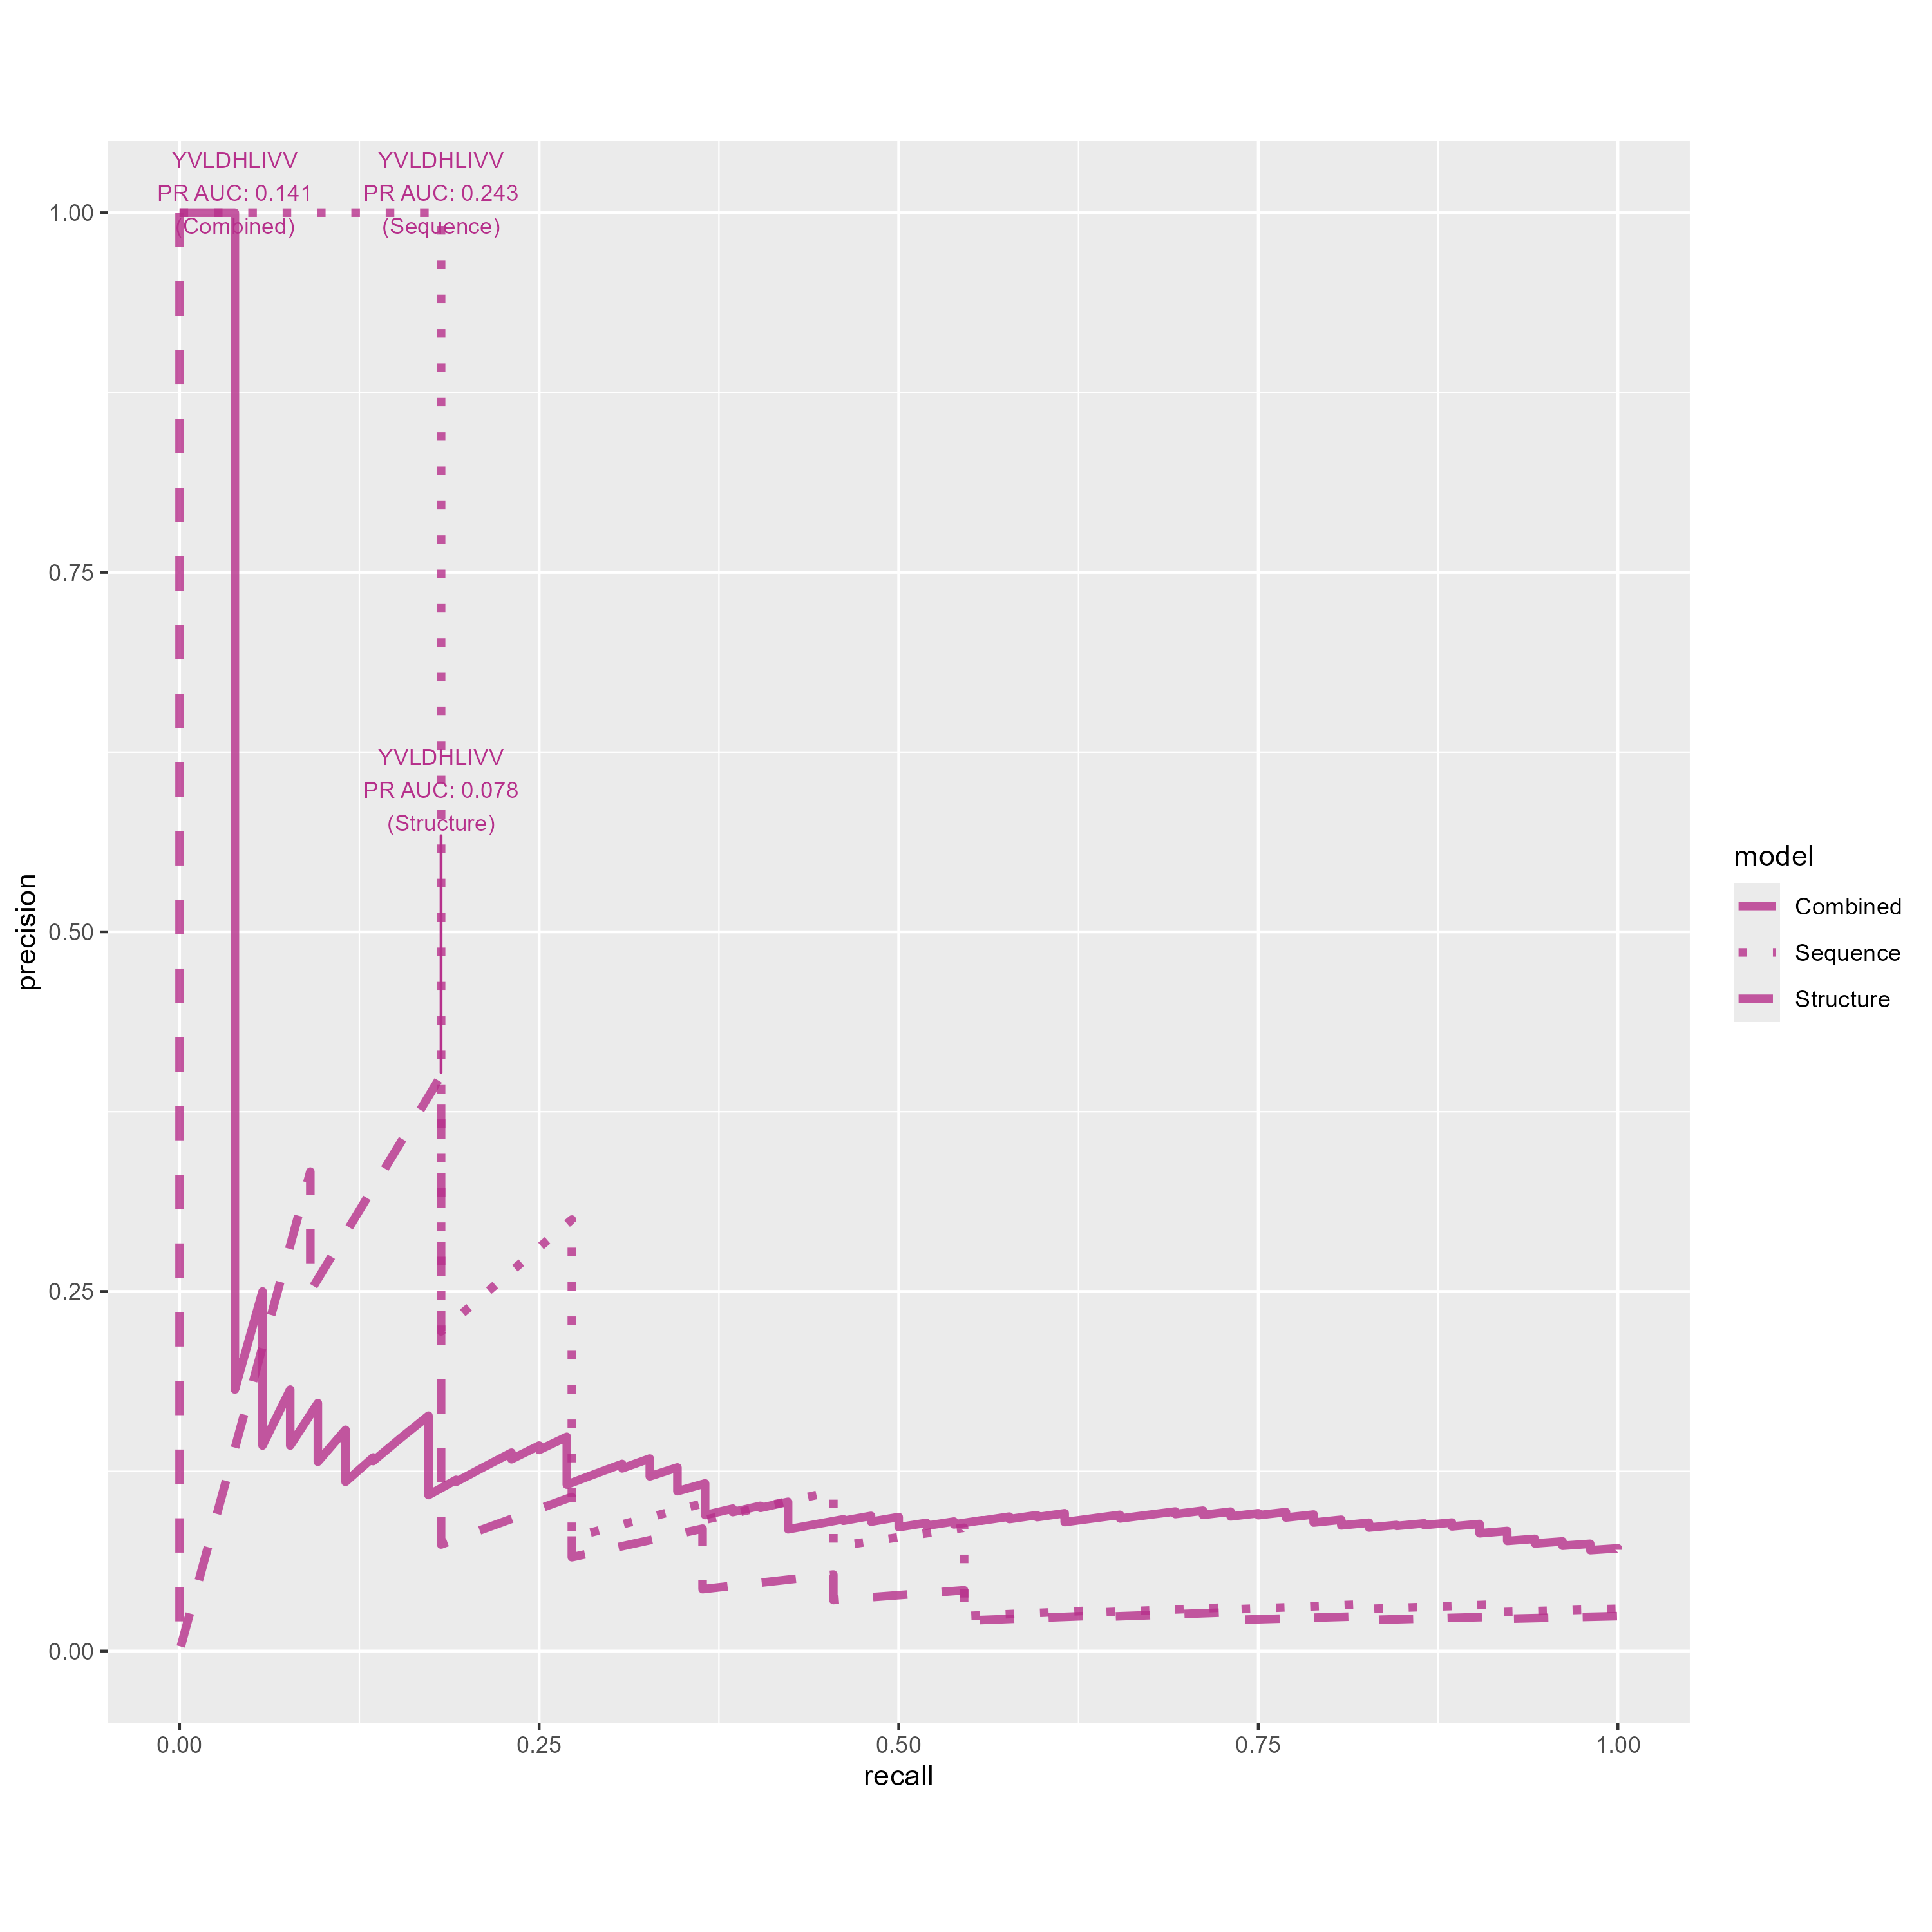 YVLDHLIVV
PR AUC: 0.141
(Combined)
YVLDHLIVV
PR AUC: 0.243
(Sequence)
YVLDHLIVV
PR AUC: 0.078
(Structure)
1.00
0.75
0.50
0.25
0.00
precision
0.00
0.25
0.50
0.75
1.00
recall
model
Combined
Sequence
Structure